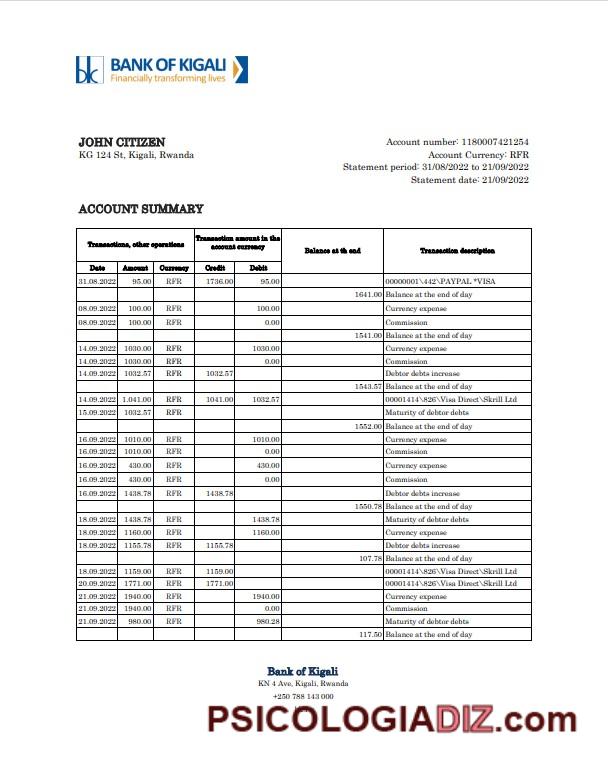 BANK OF KIGALI
Financially transforming lives
JOHN CITIZEN
KG 124 St, Kigali, Rwanda
Account number: 1180007421254
Account Currency: RFR
Statement period: 31/08/2022 to 21/09/2022
Statement date: 21/09/2022
ACCOUNT SUMMARY
Transactions, other operations | Transaction amount in the account currency | Balance at th end | Transaction description
Date | Amount | Currency | Credit | Debit
31.08.2022 95.00 RFR 1736.00 95.00 00000001\442\PAYPAL *VISA
1641.00 Balance at the end of day
08.09.2022 100.00 RFR 100.00 Currency expense
08.09.2022 100.00 RFR 0.00 Commission
1541.00 Balance at the end of day
14.09.2022 1030.00 RFR 1030.00 Currency expense
14.09.2022 1030.00 RFR 0.00 Commission
14.09.2022 1032.57 RFR 1032.57 Debtor debts increase
1543.57 Balance at the end of day
14.09.2022 1.041.00 RFR 1041.00 1032.57 00001414\826\Visa Direct\Skrill Ltd
15.09.2022 1032.57 RFR Maturity of debtor debts
1552.00 Balance at the end of day
16.09.2022 1010.00 RFR 1010.00 Currency expense
16.09.2022 1010.00 RFR 0.00 Commission
16.09.2022 430.00 RFR 430.00 Currency expense
16.09.2022 430.00 RFR 0.00 Commission
16.09.2022 1438.78 RFR 1438.78 Debtor debts increase
1550.78 Balance at the end of day
18.09.2022 1438.78 RFR 1438.78 Maturity of debtor debts
18.09.2022 1160.00 RFR 1160.00 Currency expense
18.09.2022 1155.78 RFR 1155.78 Debtor debts increase
107.78 Balance at the end of day
18.09.2022 1159.00 RFR 1159.00 00001414\826\Visa Direct\Skrill Ltd
20.09.2022 1771.00 RFR 1771.00 00001414\826\Visa Direct\Skrill Ltd
21.09.2022 1940.00 RFR 1940.00 Currency expense
21.09.2022 1940.00 RFR 0.00 Commission
21.09.2022 980.00 RFR 980.28 Maturity of debtor debts
117.50 Balance at the end of day
Bank of Kigali
KN 4 Ave, Kigali, Rwanda
+250 788 143 000
PSICOLOGIADIZ.com